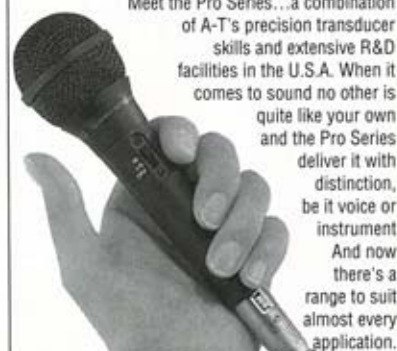 Meet the Pro Series...a combination
of A-T's precision transducer
skills and extensive R&D
facilities in the U.S.A. When it
comes to sound no other is
quite like your own
and the Pro Series
deliver it with
distinction,
be it voice or
instrument
And now
there's a
range to suit
almost every
application.